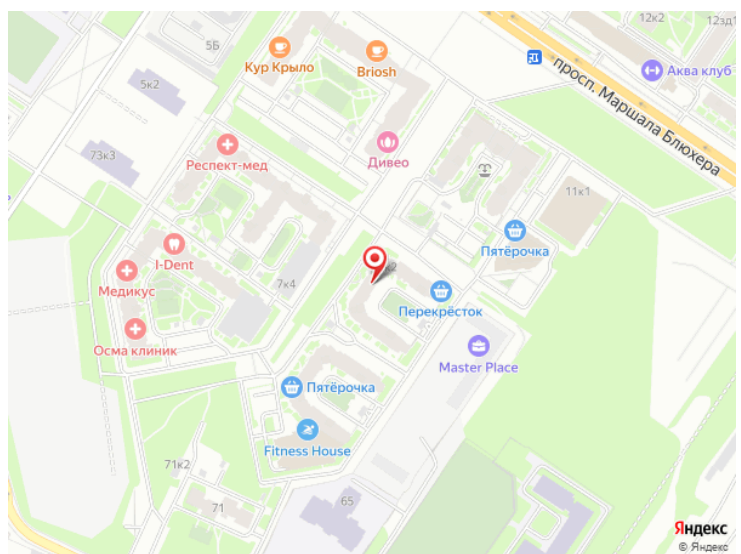 12к2
12зд1
5Б
Кур Крыло
Briosh
Аква клуб
просп. Маршала Блюхера
5к2
73к3
Респект-мед
Дивео
11к1
Пятёрочка
I-Dent
Медикус
7к4
Перекрёсток
Осма клиник
Master Place
Пятёрочка
Fitness House
71к2
71
65
Яндекс
© Яндекс